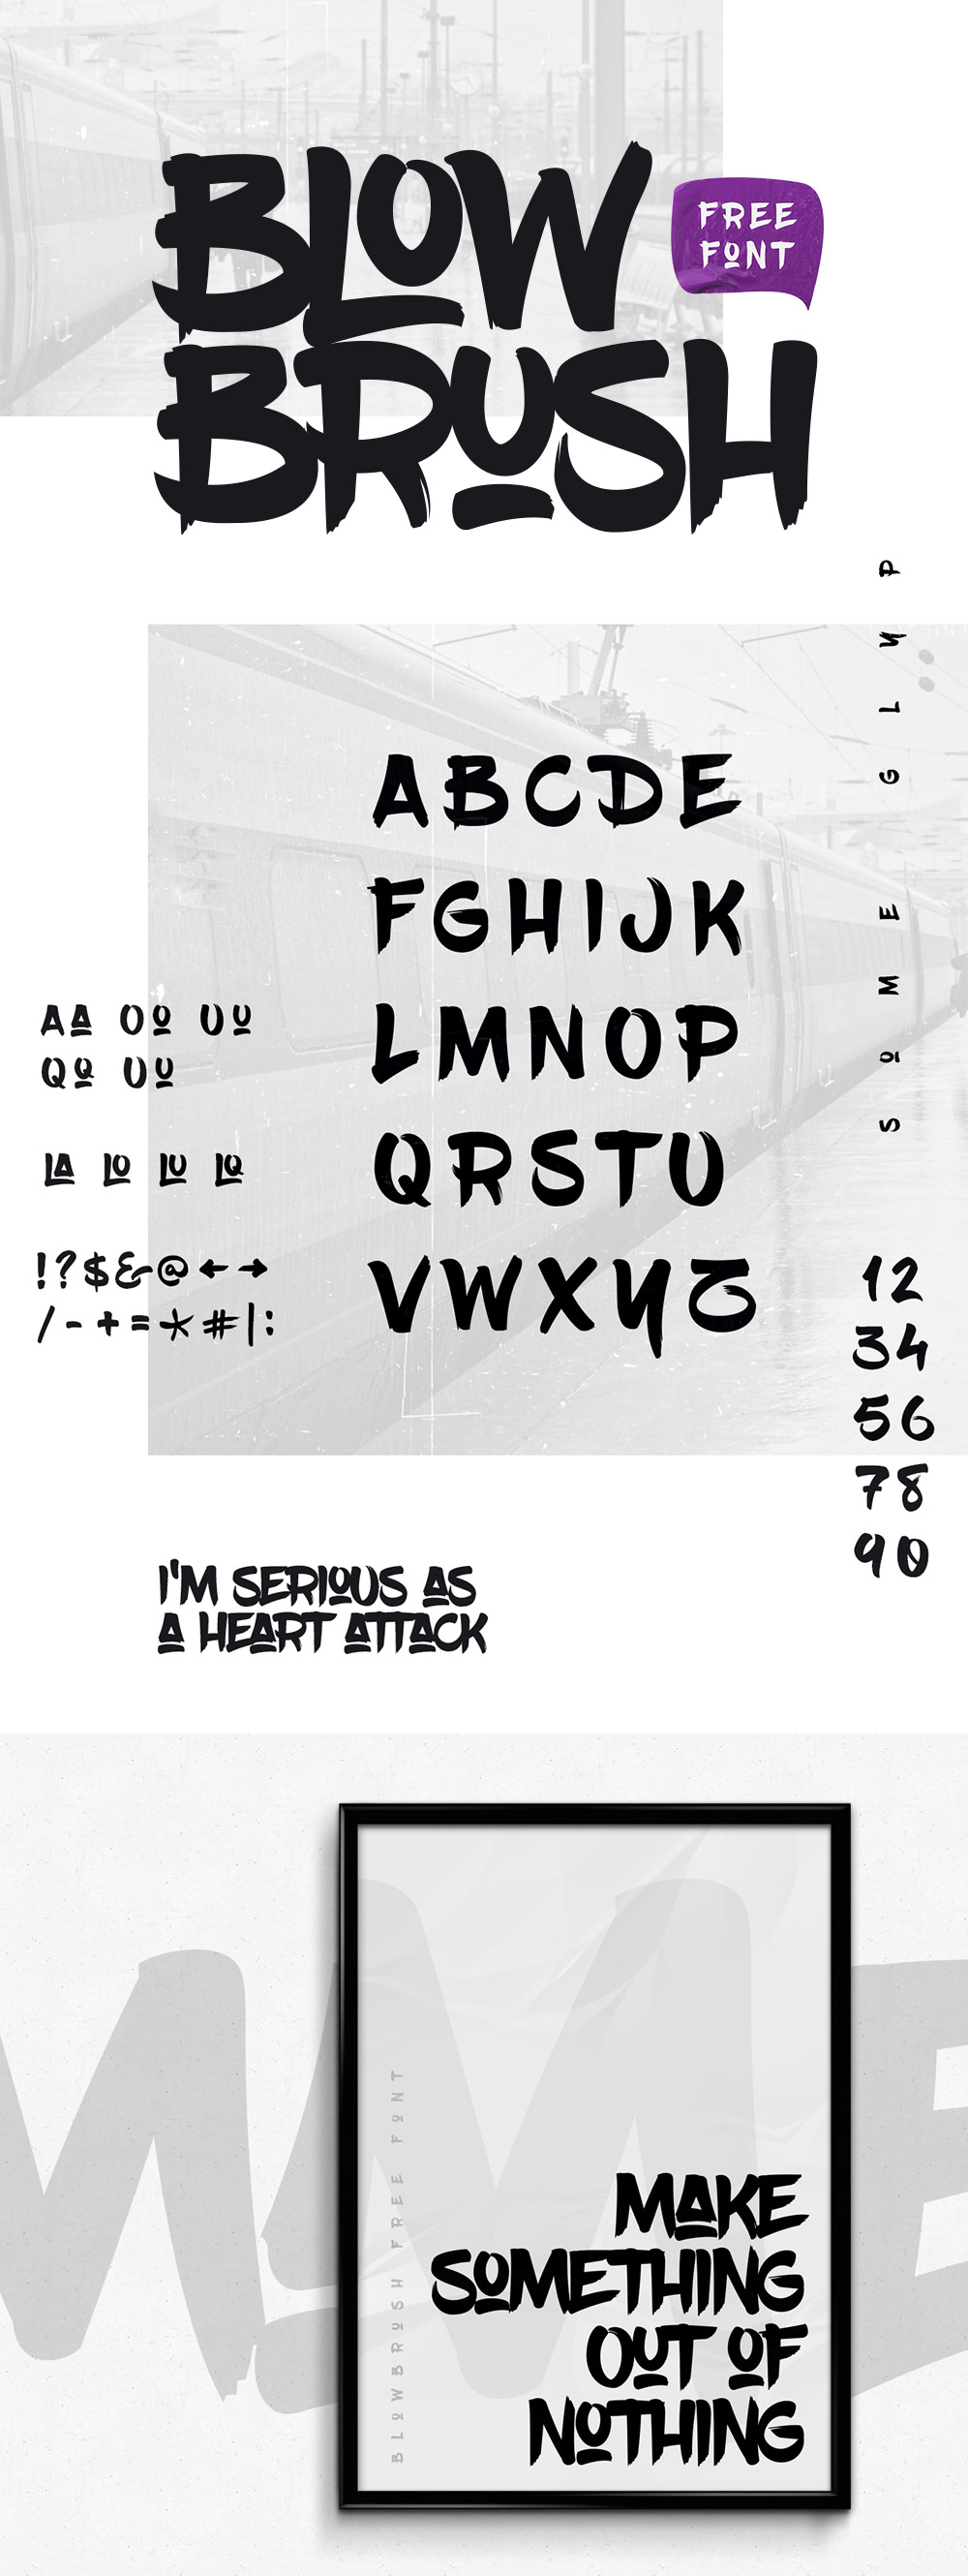 BLOW
BRUSH
FREE
FONT
SOME GLYP
ABCDE
FGHIJK
LMNOP
QRSTU
VWXYZ
AA OO UU
QQ UU
LA LO LU LQ
!?$&@←→
/-+=*#|:
12
34
56
78
90
I'M SERIOUS AS
A HEART ATTACK
MAKE
SOMETHING
OUT OF
NOTHING
BLOWBRUSH FREE FONT